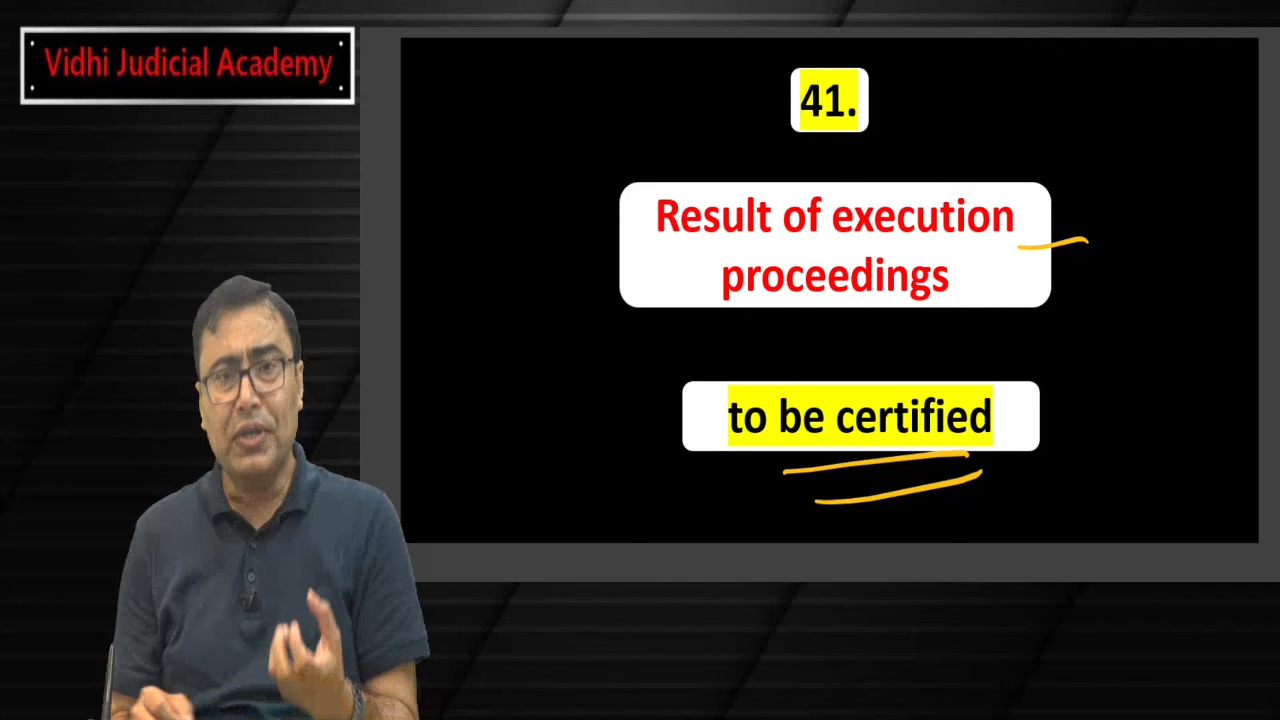 Vidhi Judicial Academy
41.
Result of execution
proceedings
to be certified